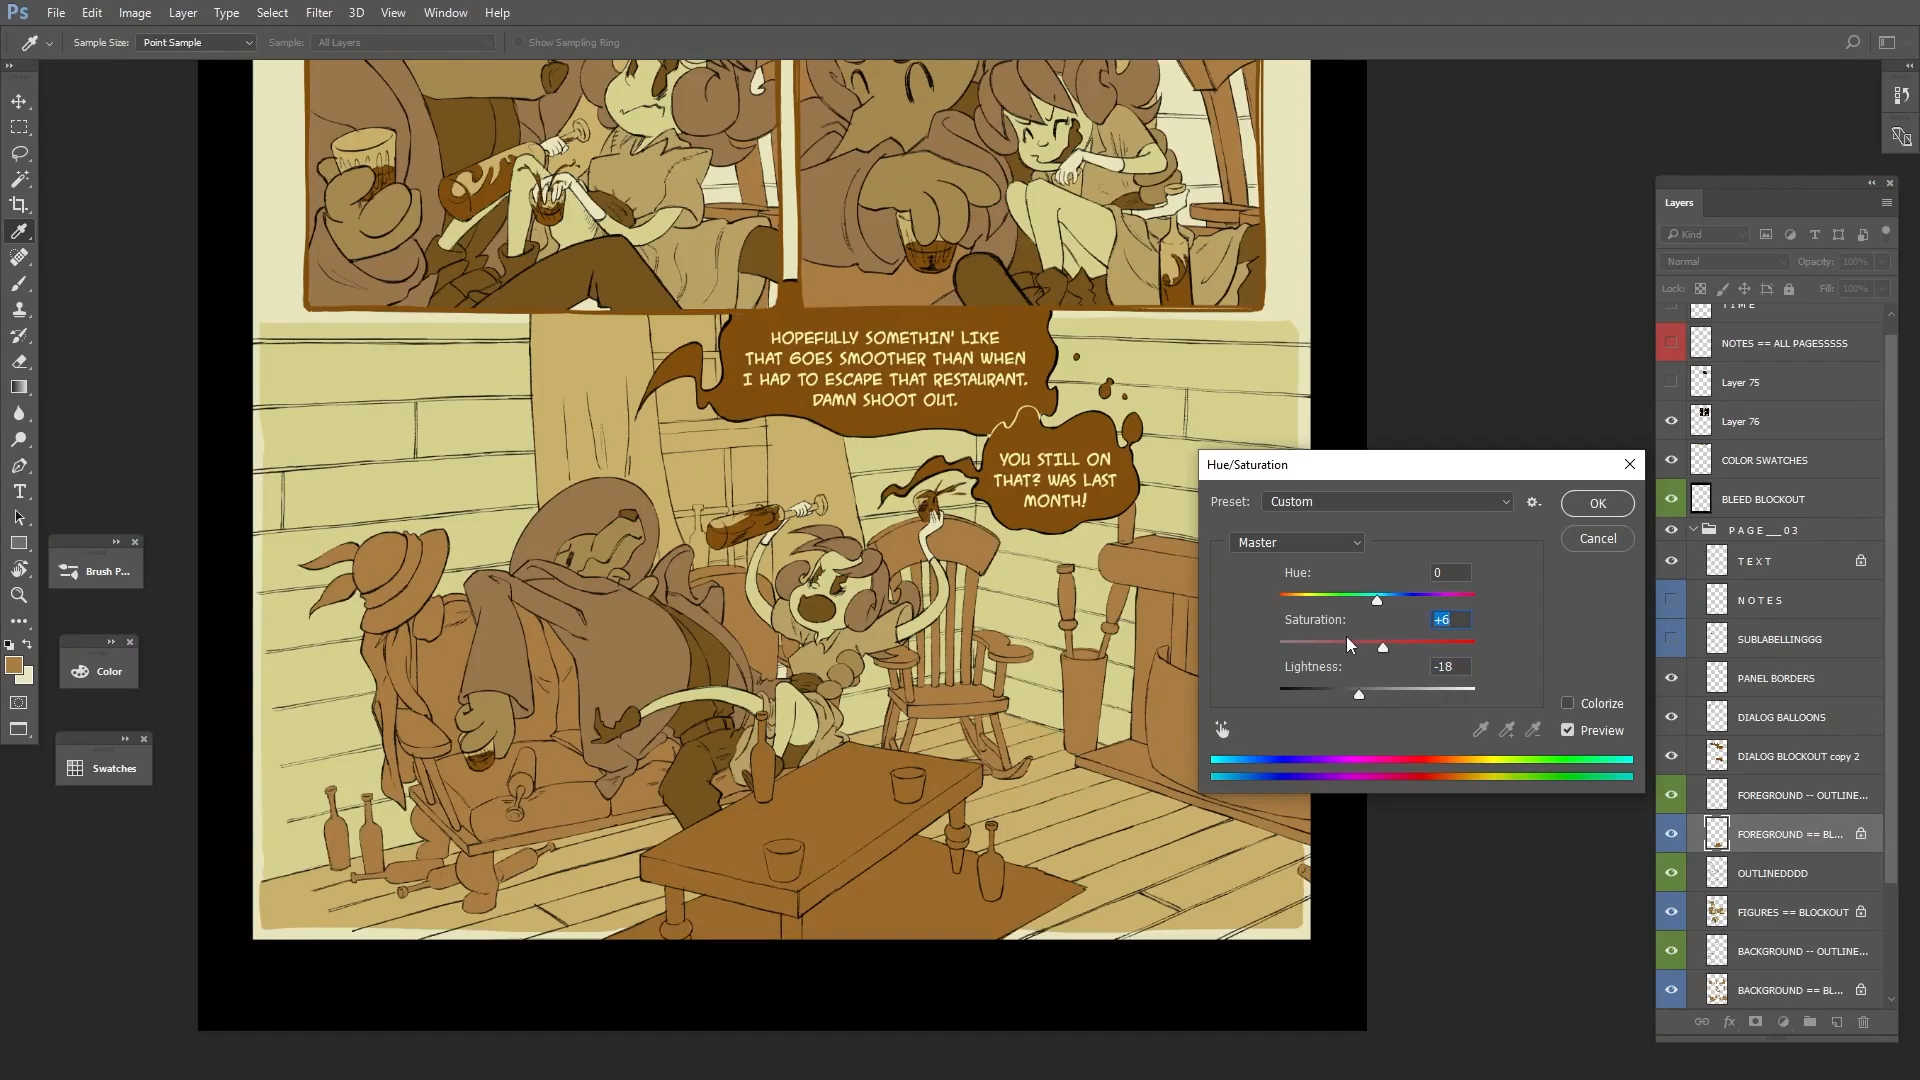 Ps File Edit Image Layer Type Select Filter 3D View Window Help
Sample Size: Point Sample Sample: All Layers Show Sampling Ring
HOPEFULLY SOMETHIN' LIKE
THAT GOES SMOOTHER THAN WHEN
I HAD TO ESCAPE THAT RESTAURANT.
DAMN SHOOT OUT.
YOU STILL ON
THAT? WAS LAST
MONTH!
Brush P...
Color
Swatches
Hue/Saturation
Preset: Custom
OK
Cancel
Master
Hue: 0
Saturation: +6
Lightness: -18
Colorize
Preview
Layers
Kind
Normal Opacity: 100%
Lock: Fill: 100%
TIME
NOTES == ALL PAGESSSSS
Layer 75
Layer 76
COLOR SWATCHES
BLEED BLOCKOUT
PAGE__03
TEXT
NOTES
SUBLABELLINGGG
PANEL BORDERS
DIALOG BALLOONS
DIALOG BLOCKOUT copy 2
FOREGROUND -- OUTLINE...
FOREGROUND == BL...
OUTLINEDDDD
FIGURES == BLOCKOUT
BACKGROUND -- OUTLINE...
BACKGROUND == BL...
fx